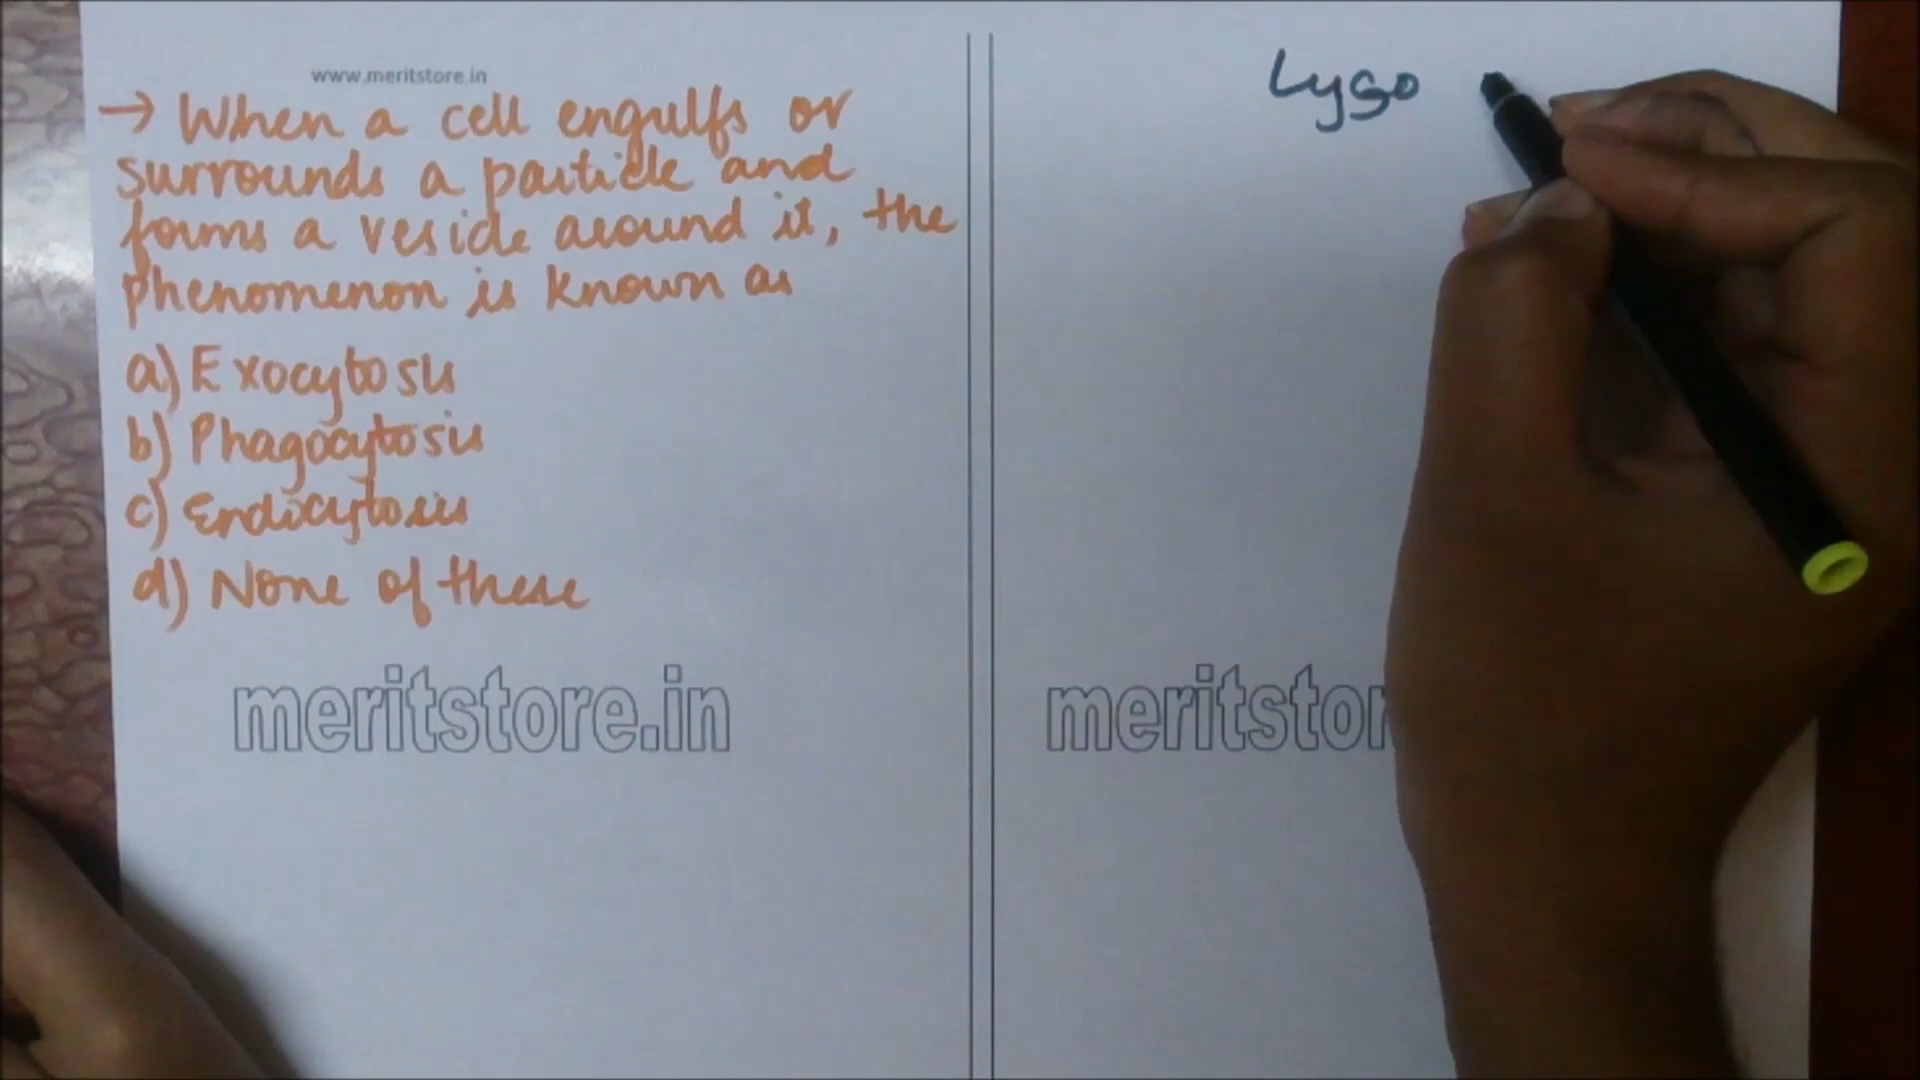 www.meritstore.in
→ When a cell engulfs or
surrounds a particle and
forms a vesicle around it, the
phenomenon is known as
a) Exocytosis
b) Phagocytosis
c) Endocytosis
d) None of these
meritstore.in
Lyso
meritstor